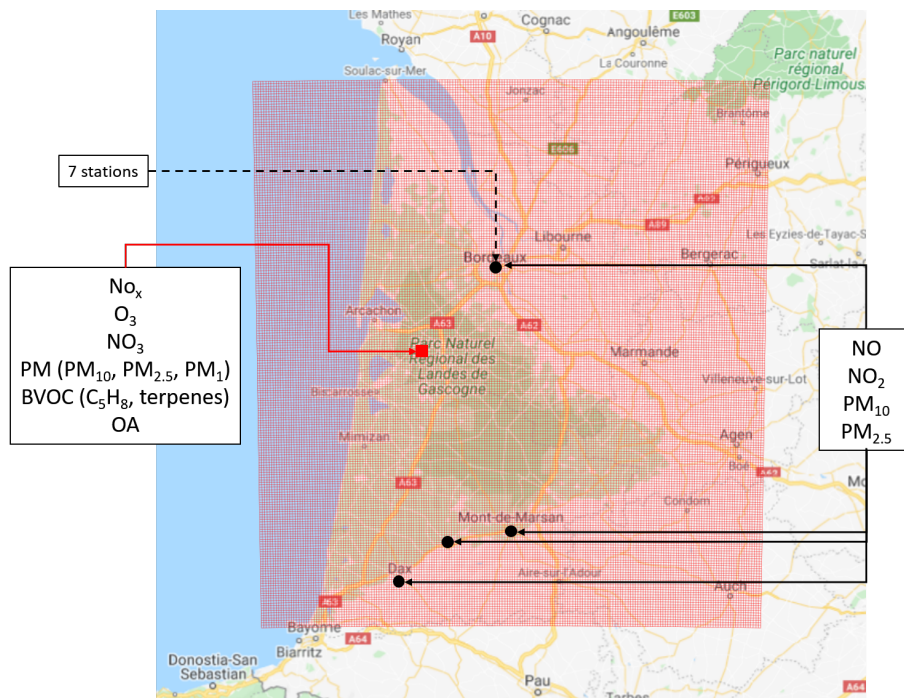 Les Mathes
Royan
Cognac
E603
A10
Angoulême
La Couronne
Soulac-sur-Mer
Jonzac
Parc naturel
régional
Périgord-Limous
Brantôme
E606
Périgueux
7 stations
A89
A89
Libourne
Les Eyzies-de-Tayac-S
Bordeaux
Bergerac
Sarlat-la-C
Noₓ
O₃
NO₃
PM (PM₁₀, PM₂.₅, PM₁)
BVOC (C₅H₈, terpenes)
OA
Arcachon
A63
A62
Parc Naturel
Régional des
Landes de
Gascogne
Marmande
NO
NO₂
PM₁₀
PM₂.₅
Biscarrosse
Villeneuve-sur-Lot
Mimizan
Agen
Boé
A63
Mo
Condom
Mont-de-Marsan
Dax
Aire-sur-l'Adour
Auch
A63
Bayonne
A64
Biarritz
Donostia-San
Sebastian
Pau
Tarbes
A64